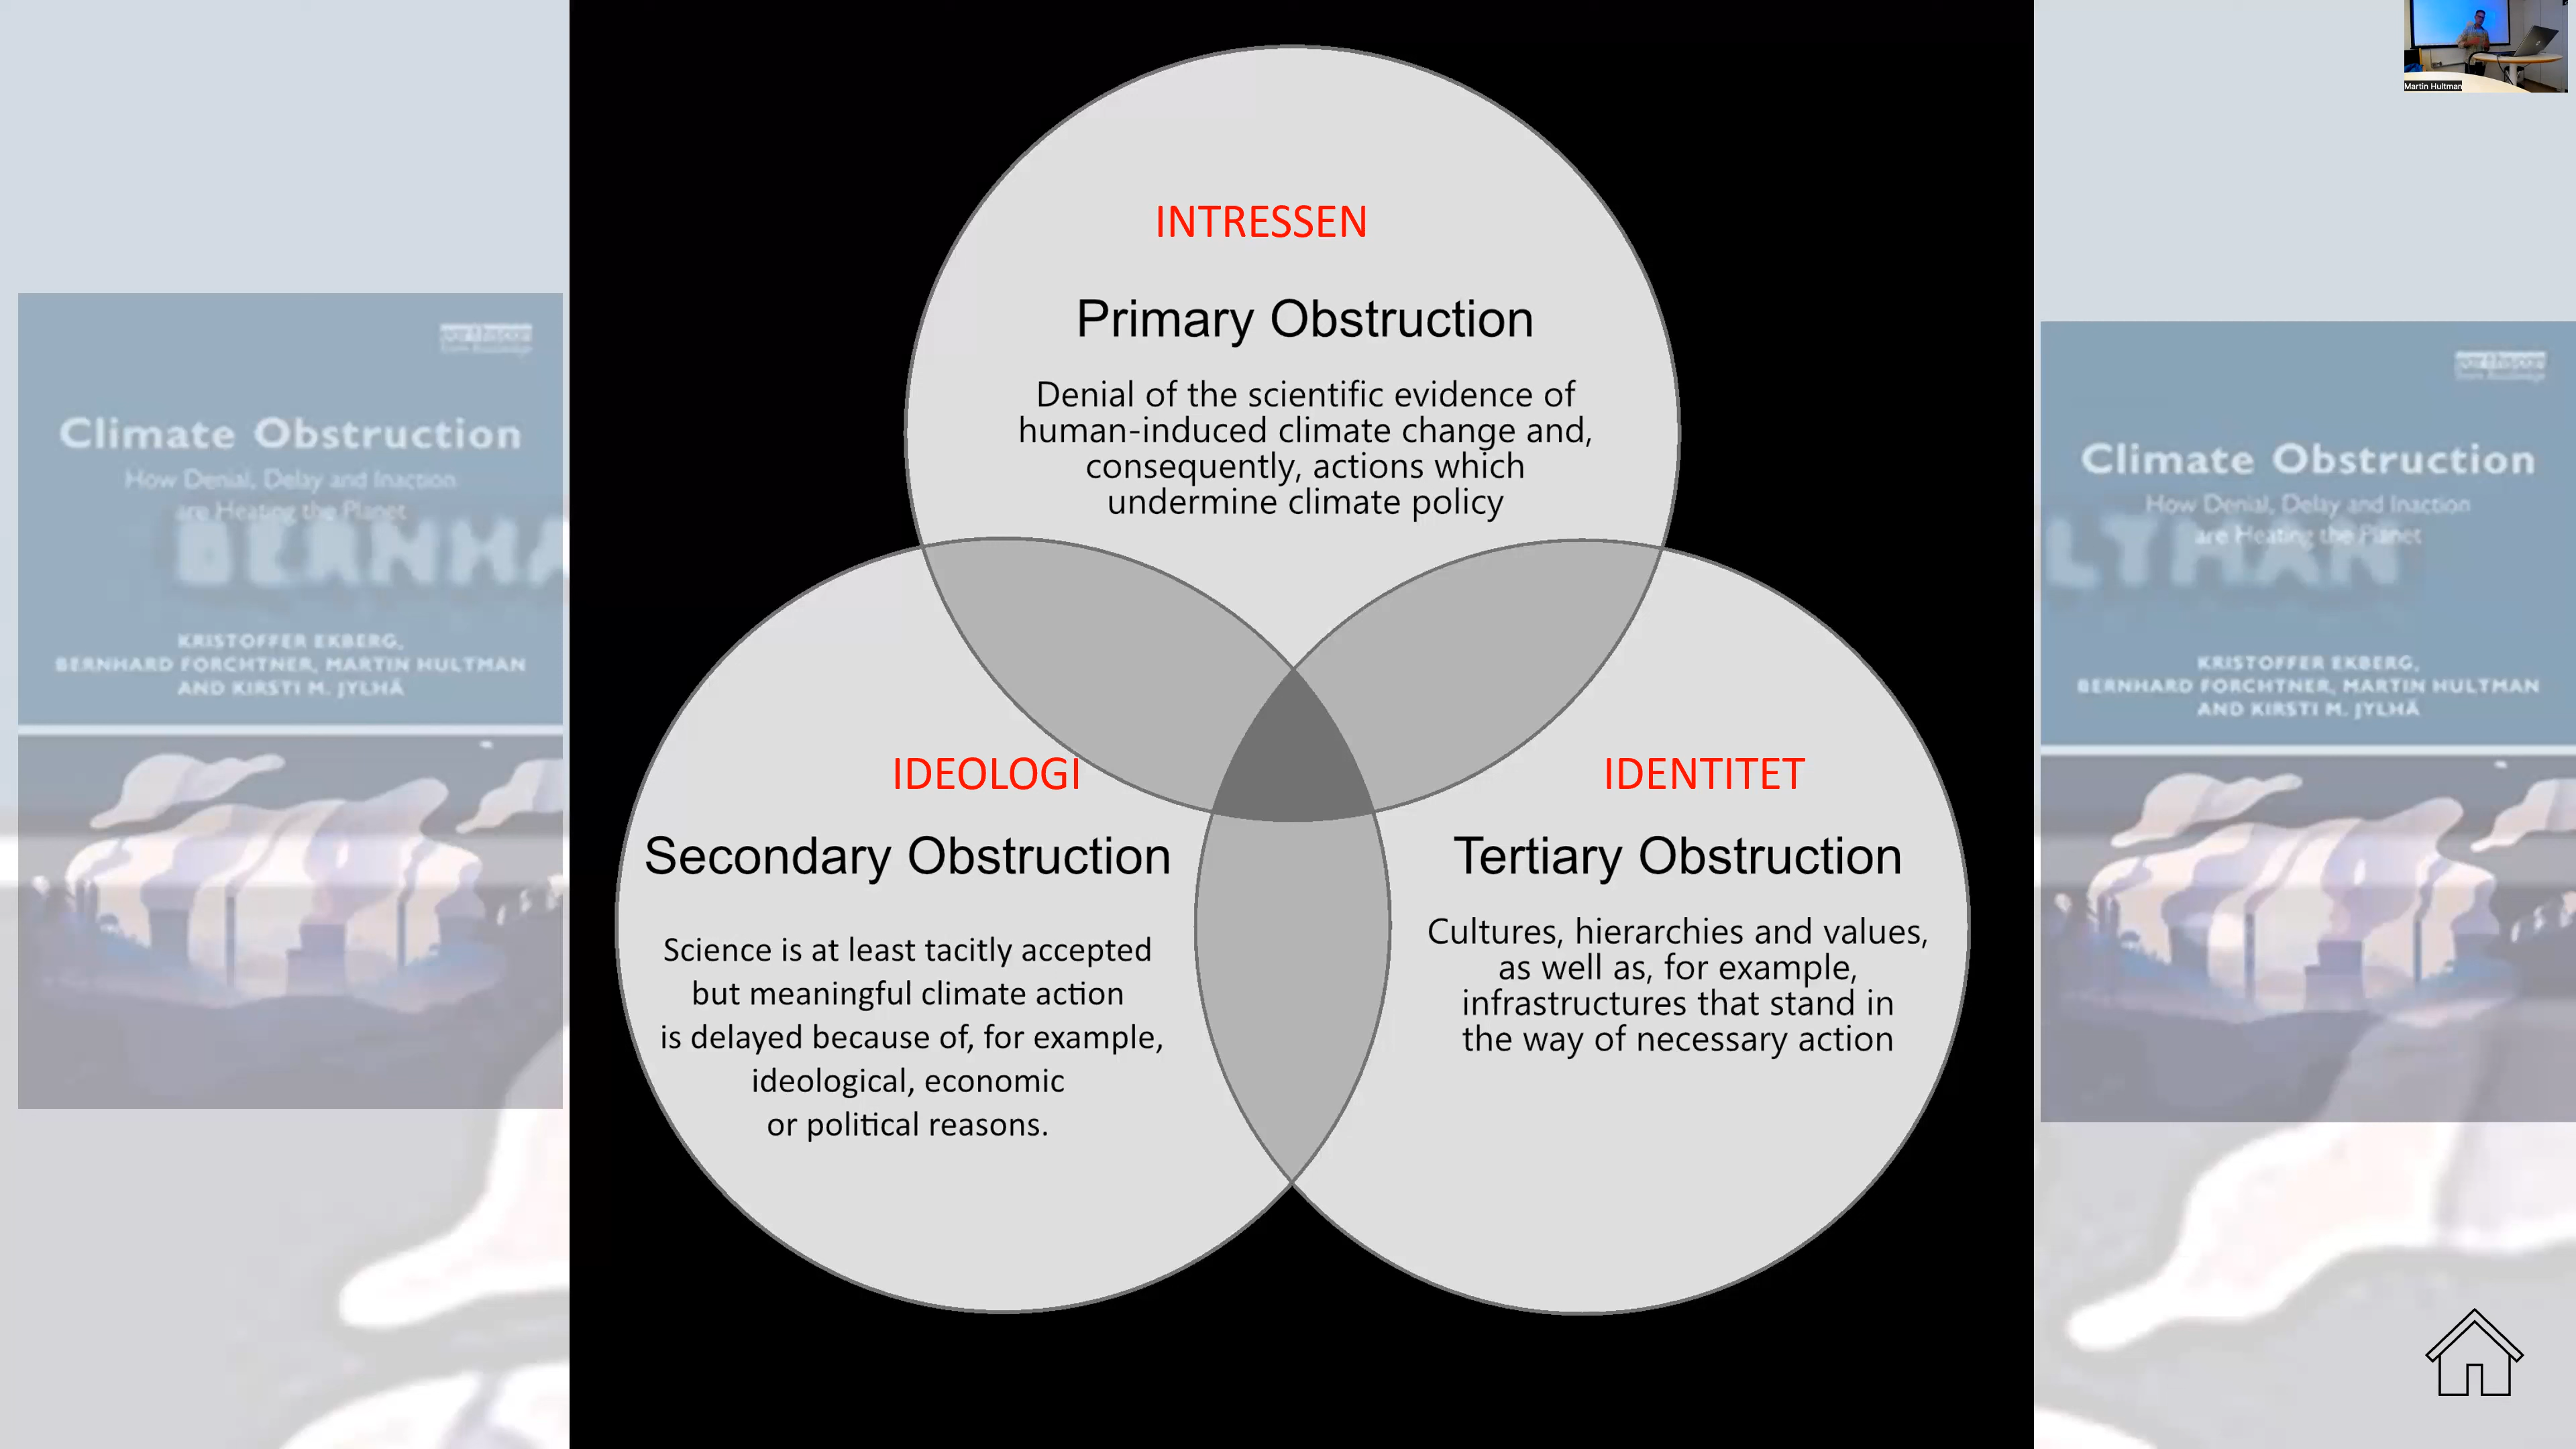 Martin Hultman
INTRESSEN
Primary Obstruction
Denial of the scientific evidence of
human-induced climate change and,
consequently, actions which
undermine climate policy
IDEOLOGI
Secondary Obstruction
Science is at least tacitly accepted
but meaningful climate action
is delayed because of, for example,
ideological, economic
or political reasons.
IDENTITET
Tertiary Obstruction
Cultures, hierarchies and values,
as well as, for example,
infrastructures that stand in
the way of necessary action
Climate Obstruction
How Denial, Delay and Inaction
are Heating the Planet
BERNHA
KRISTOFFER EKBERG,
BERNHARD FORCHTNER, MARTIN HULTMAN
AND KIRSTI M. JYLHÄ
Climate Obstruction
How Denial, Delay and Inaction
are Heating the Planet
LTMAN
KRISTOFFER EKBERG,
BERNHARD FORCHTNER, MARTIN HULTMAN
AND KIRSTI M. JYLHÄ